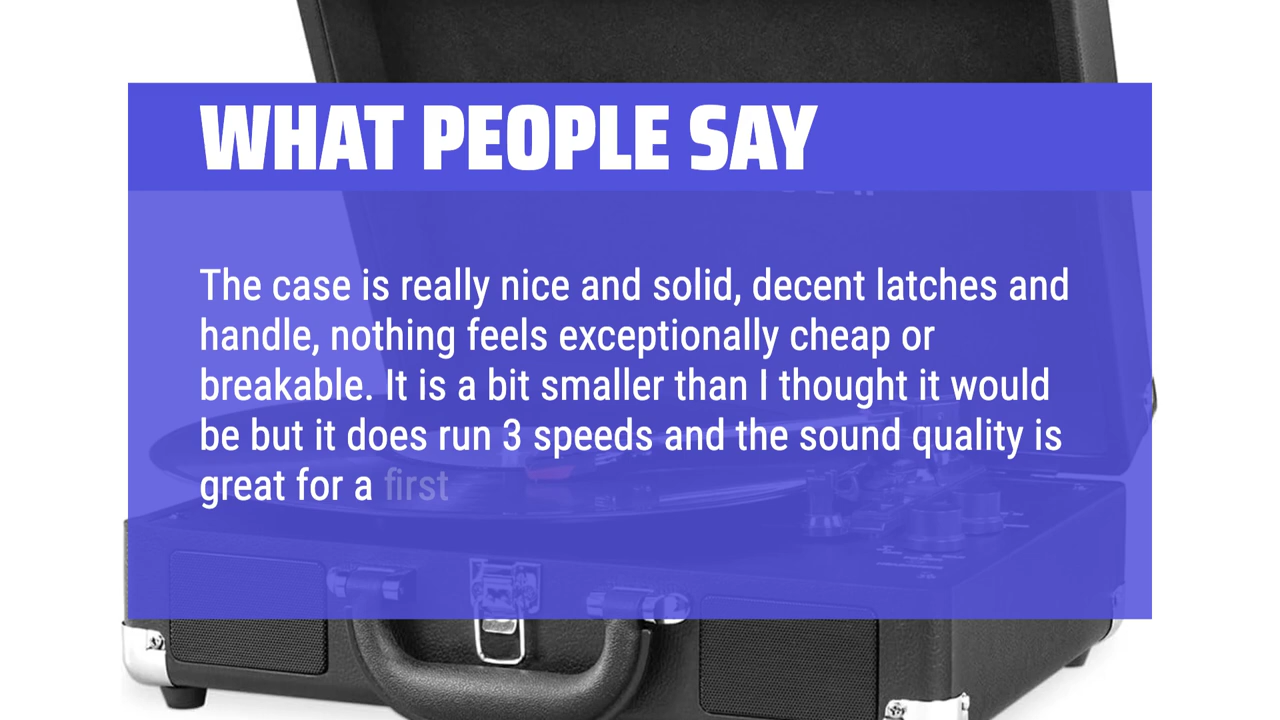 WHAT PEOPLE SAY
The case is really nice and solid, decent latches and
handle, nothing feels exceptionally cheap or
breakable. It is a bit smaller than I thought it would
be but it does run 3 speeds and the sound quality is
great for a first